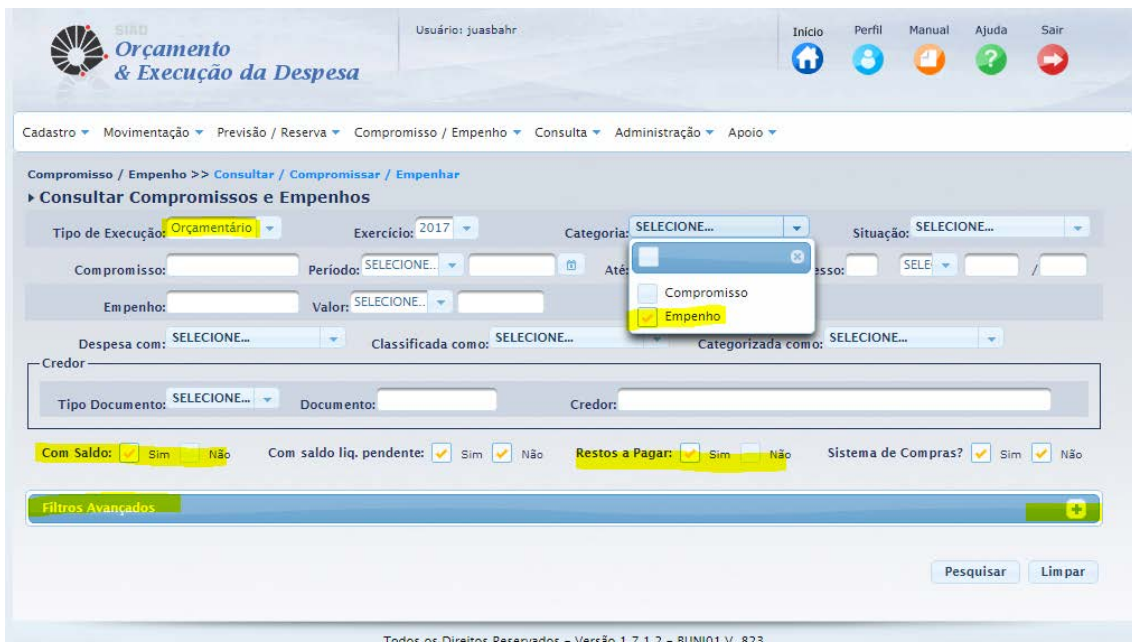 SIAD
Orçamento
& Execução da Despesa
Usuário: juasbahr
Início Perfil Manual Ajuda Sair
Cadastro Movimentação Previsão / Reserva Compromisso / Empenho Consulta Administração Apoio
Compromisso / Empenho >> Consultar / Compromissar / Empenhar
Consultar Compromissos e Empenhos
Tipo de Execução: Orçamentário Exercício: 2017 Categoria: SELECIONE... Situação: SELECIONE...
Compromisso: Período: SELECIONE.. Até: esso: SELE /
Compromisso
Empenho: Valor: SELECIONE.. Empenho
Despesa com: SELECIONE... Classificada como: SELECIONE... Categorizada como: SELECIONE...
Credor
Tipo Documento: SELECIONE... Documento: Credor:
Com Saldo: Sim Não Com saldo liq. pendente: Sim Não Restos a Pagar: Sim Não Sistema de Compras? Sim Não
Filtros Avançados
Pesquisar Limpar
Todos os Direitos Reservados - Versão 1.7.1.2 - BUNI01 V. 823